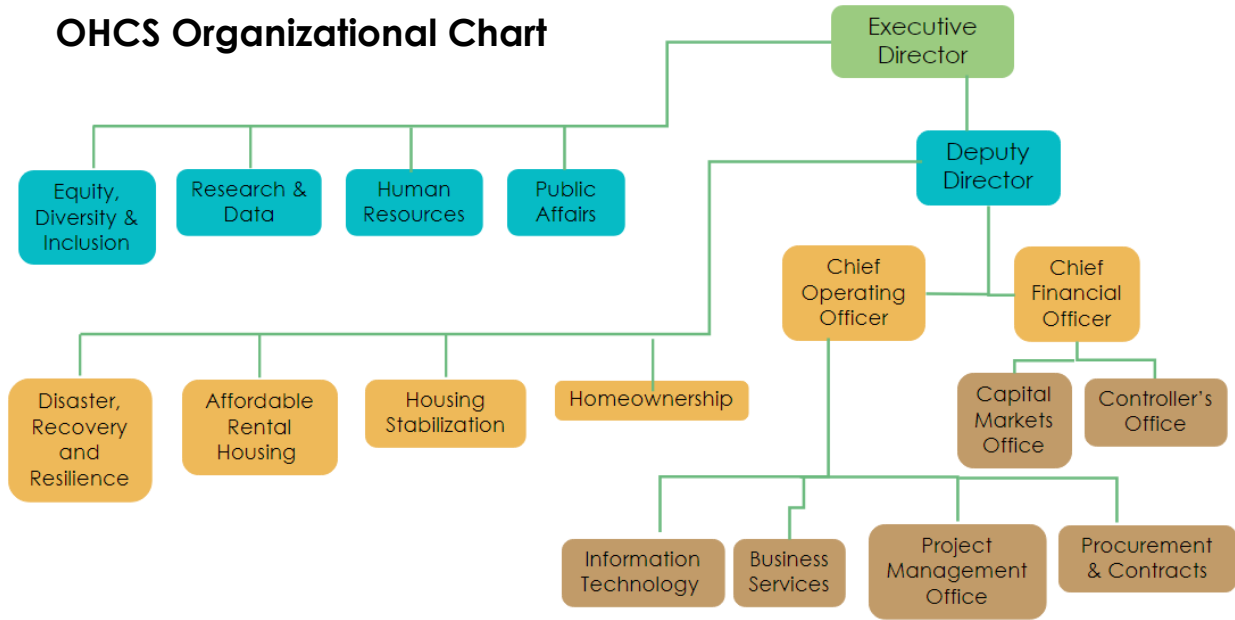 OHCS Organizational Chart
Executive
Director
Deputy
Director
Equity,
Diversity &
Inclusion
Research &
Data
Human
Resources
Public
Affairs
Chief
Operating
Officer
Chief
Financial
Officer
Disaster,
Recovery
and
Resilience
Affordable
Rental
Housing
Housing
Stabilization
Homeownership
Capital
Markets
Office
Controller’s
Office
Information
Technology
Business
Services
Project
Management
Office
Procurement
& Contracts